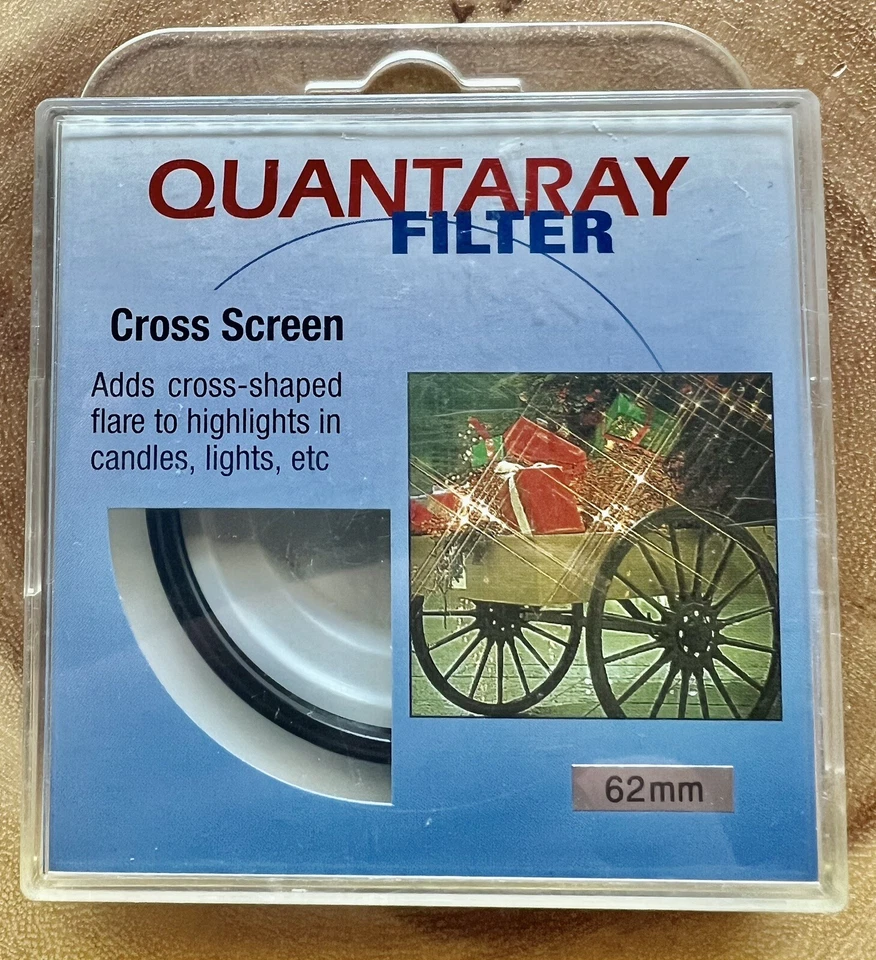 QUANTARAY
FILTER
Cross Screen
Adds cross-shaped
flare to highlights in
candles, lights, etc
62mm